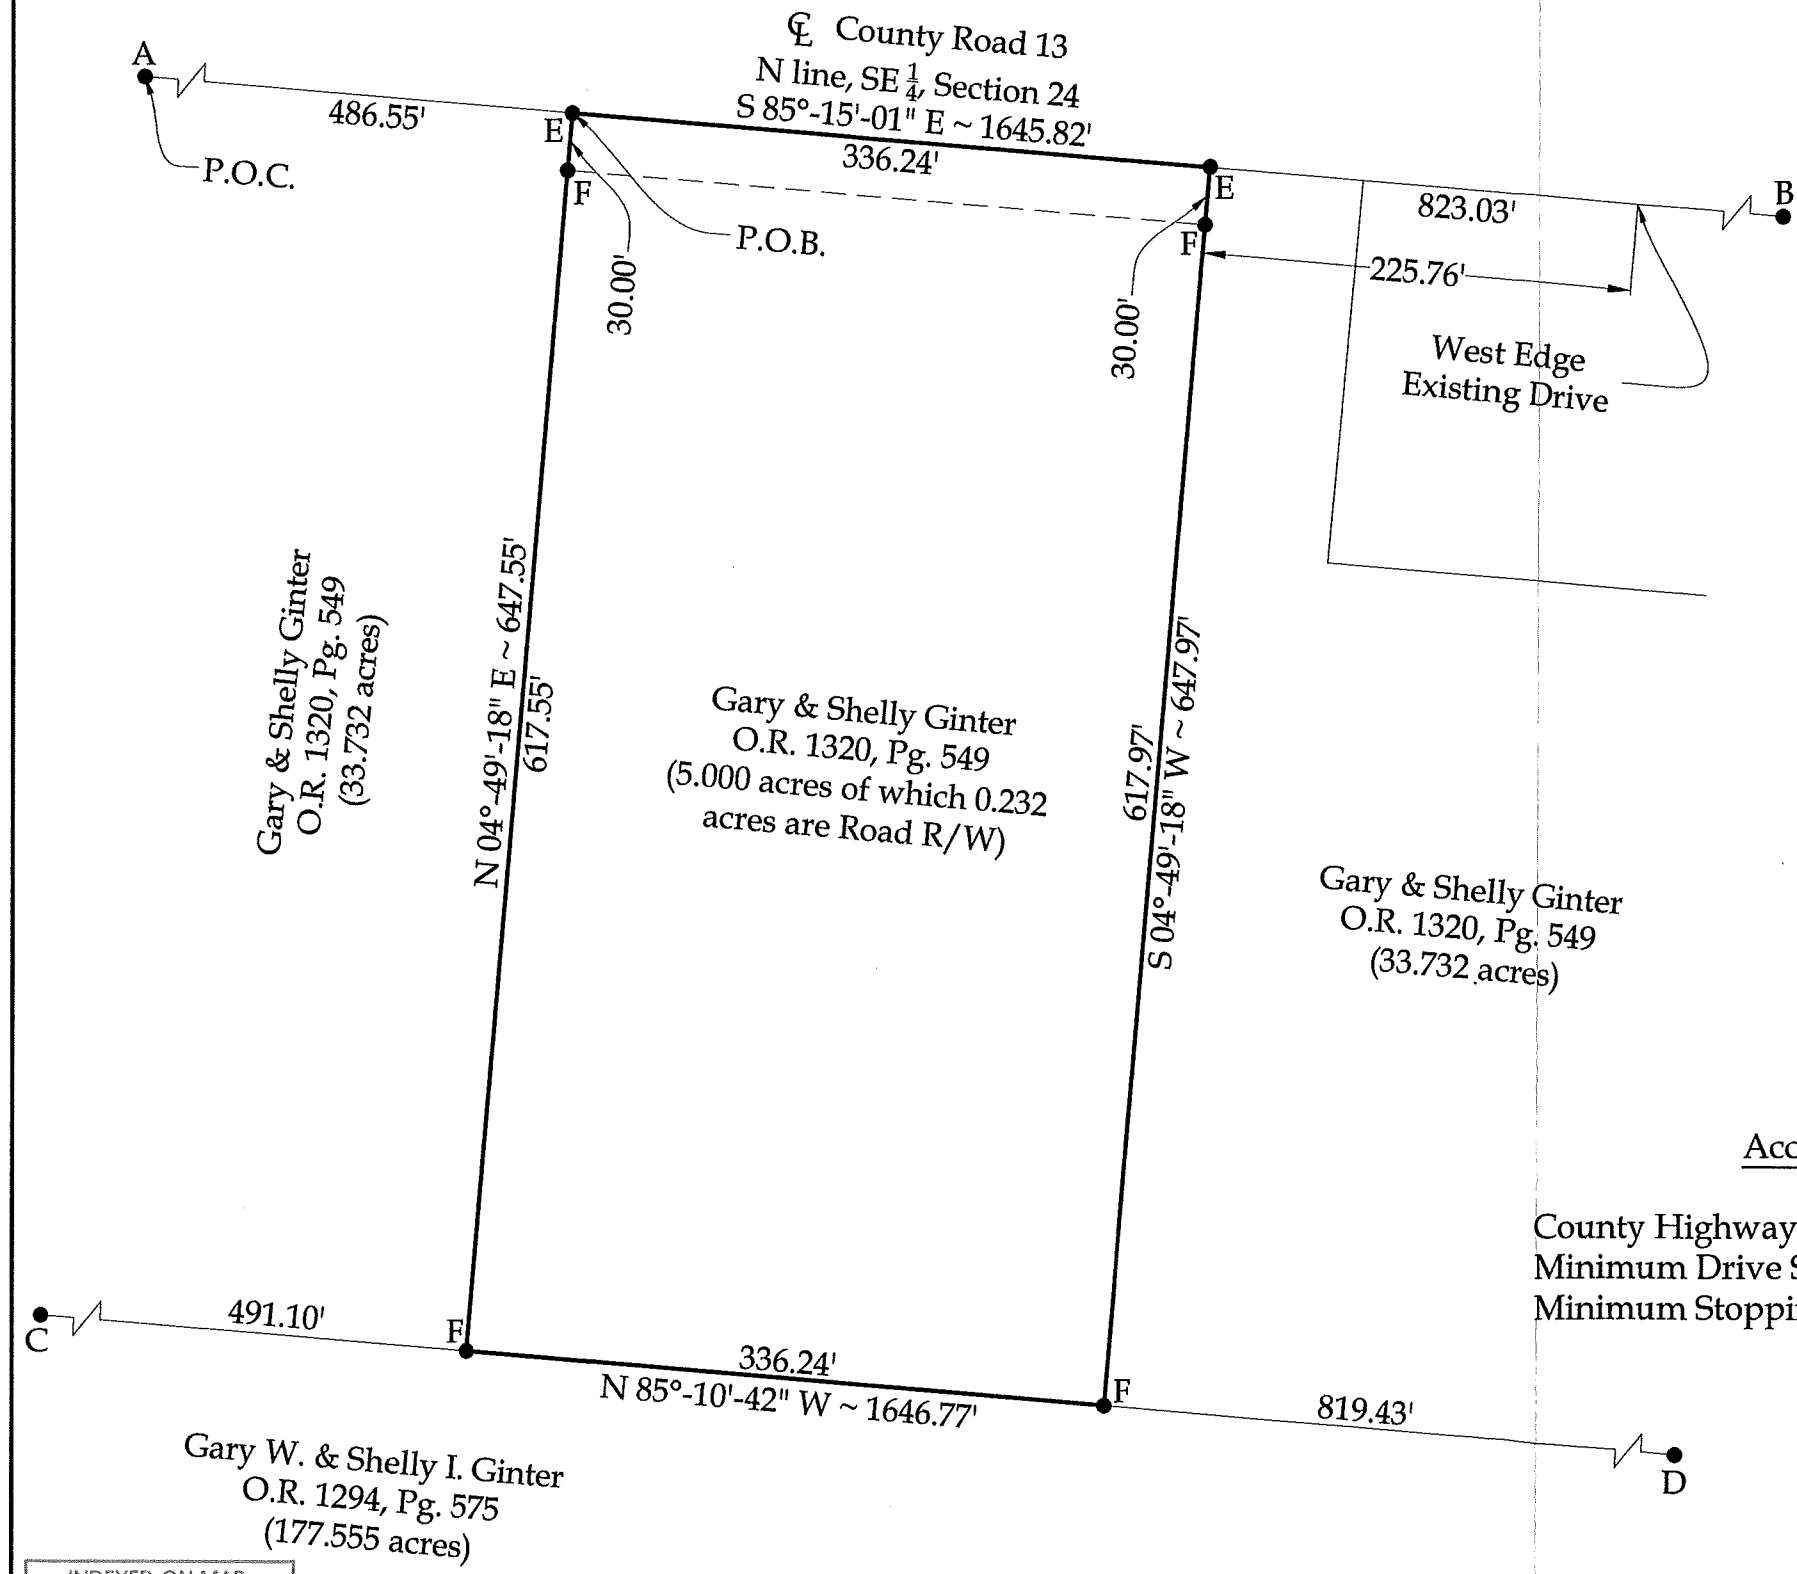 ℄ County Road 13
N line, SE 1/4, Section 24
S 85°-15'-01" E ~ 1645.82'
A
486.55'
P.O.C.
E
F
336.24'
P.O.B.
30.00'
E
F
30.00'
823.03'
B
225.76'
West Edge
Existing Drive
Gary & Shelly Ginter
O.R. 1320, Pg. 549
(33.732 acres)
N 04°-49'-18" E ~ 647.55'
617.55'
Gary & Shelly Ginter
O.R. 1320, Pg. 549
(5.000 acres of which 0.232
acres are Road R/W)
617.97'
S 04°-49'-18" W ~ 647.97'
Gary & Shelly Ginter
O.R. 1320, Pg. 549
(33.732 acres)
Acc
County Highway
Minimum Drive S
Minimum Stoppi
C
491.10'
F
336.24'
N 85°-10'-42" W ~ 1646.77'
F
819.43'
D
Gary W. & Shelly I. Ginter
O.R. 1294, Pg. 575
(177.555 acres)
INDEXED ON MAP